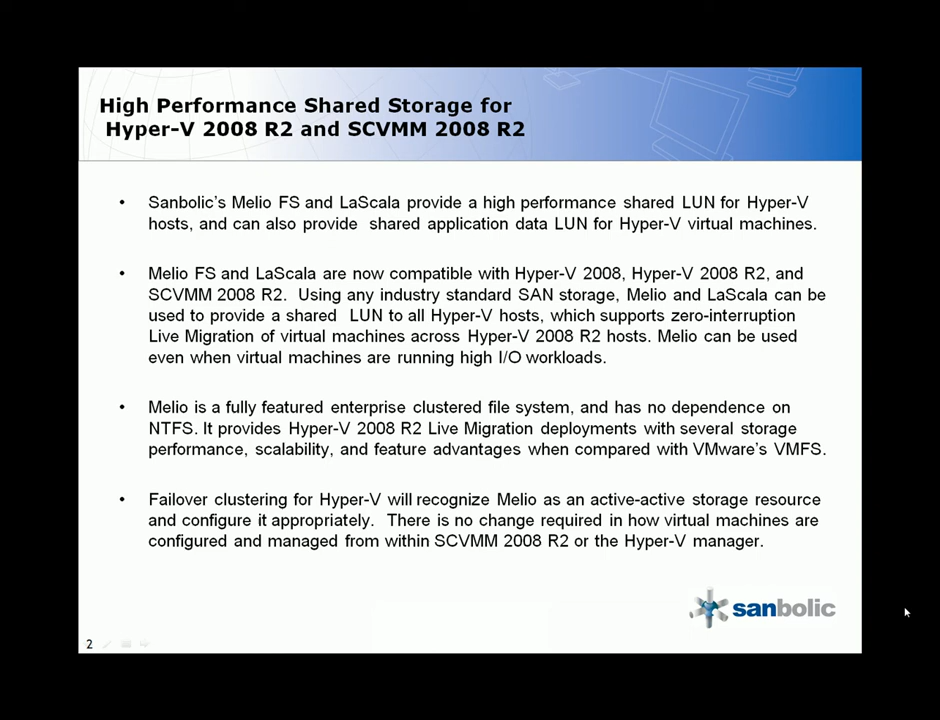 High Performance Shared Storage for
Hyper-V 2008 R2 and SCVMM 2008 R2
• Sanbolic’s Melio FS and LaScala provide a high performance shared LUN for Hyper-V
hosts, and can also provide shared application data LUN for Hyper-V virtual machines.
• Melio FS and LaScala are now compatible with Hyper-V 2008, Hyper-V 2008 R2, and
SCVMM 2008 R2. Using any industry standard SAN storage, Melio and LaScala can be
used to provide a shared LUN to all Hyper-V hosts, which supports zero-interruption
Live Migration of virtual machines across Hyper-V 2008 R2 hosts. Melio can be used
even when virtual machines are running high I/O workloads.
• Melio is a fully featured enterprise clustered file system, and has no dependence on
NTFS. It provides Hyper-V 2008 R2 Live Migration deployments with several storage
performance, scalability, and feature advantages when compared with VMware’s VMFS.
• Failover clustering for Hyper-V will recognize Melio as an active-active storage resource
and configure it appropriately. There is no change required in how virtual machines are
configured and managed from within SCVMM 2008 R2 or the Hyper-V manager.
sanbolic
2